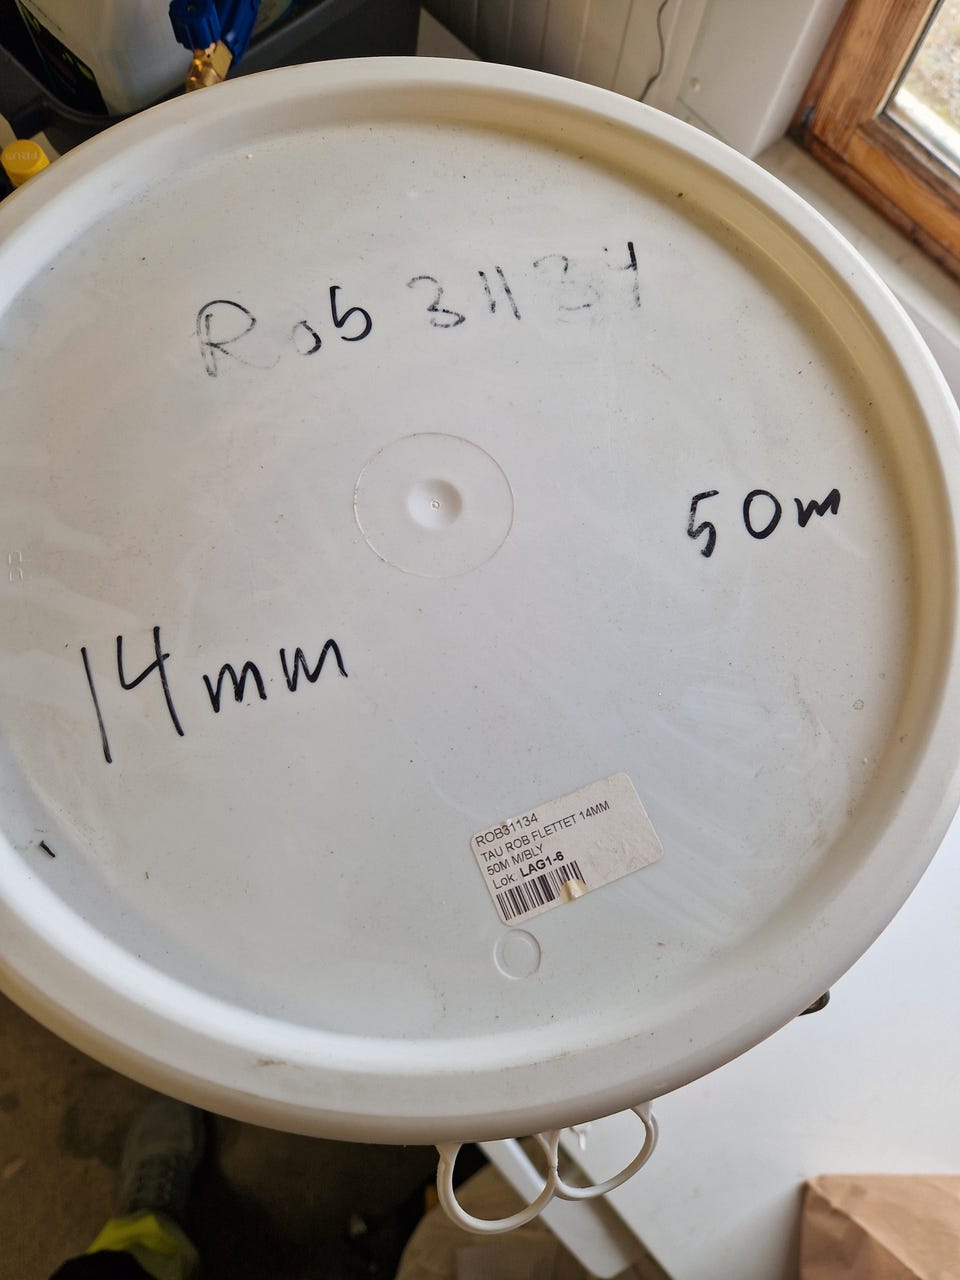 Rob 31134
50m
14mm
ROB31134
TAU ROB FLETTET 14MM
50M M/BLY
Lok: LAG1-6